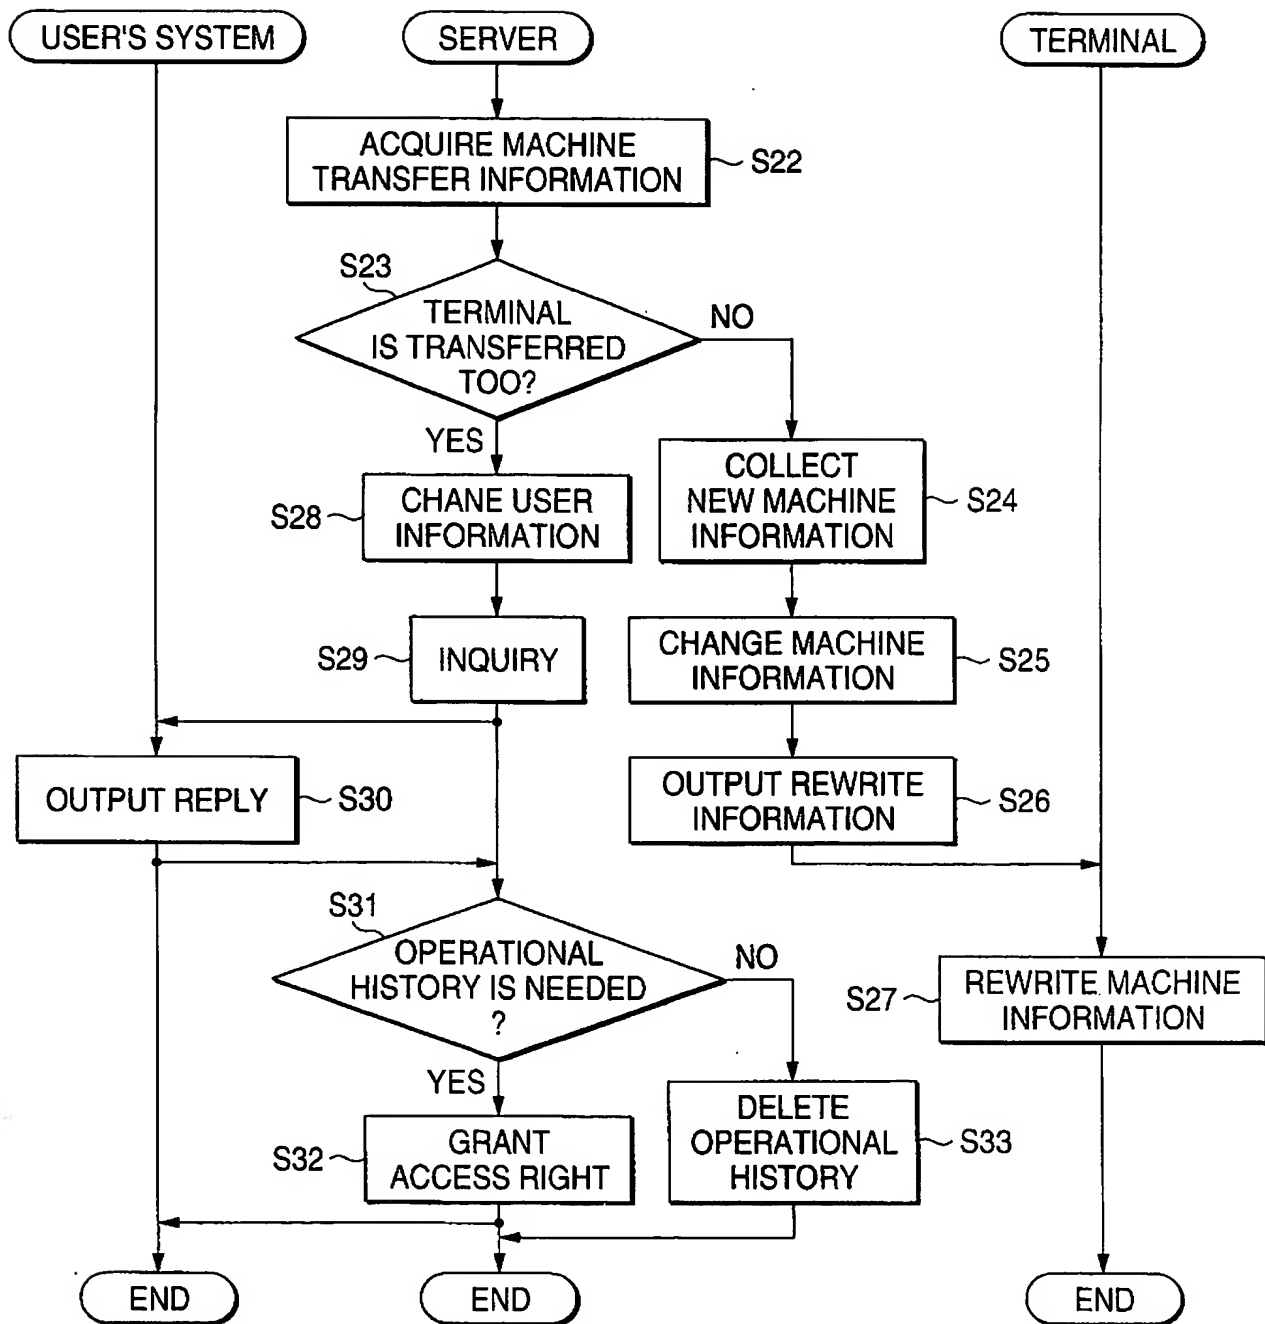 USER'S SYSTEM
SERVER
TERMINAL
ACQUIRE MACHINE
TRANSFER INFORMATION
S22
S23
TERMINAL
IS TRANSFERRED
TOO?
NO
YES
S28
CHANE USER
INFORMATION
COLLECT
NEW MACHINE
INFORMATION
S24
S29
INQUIRY
CHANGE MACHINE
INFORMATION
S25
OUTPUT REPLY
S30
OUTPUT REWRITE
INFORMATION
S26
S31
OPERATIONAL
HISTORY IS NEEDED
?
NO
YES
S27
REWRITE MACHINE
INFORMATION
S32
GRANT
ACCESS RIGHT
DELETE
OPERATIONAL
HISTORY
S33
END
END
END